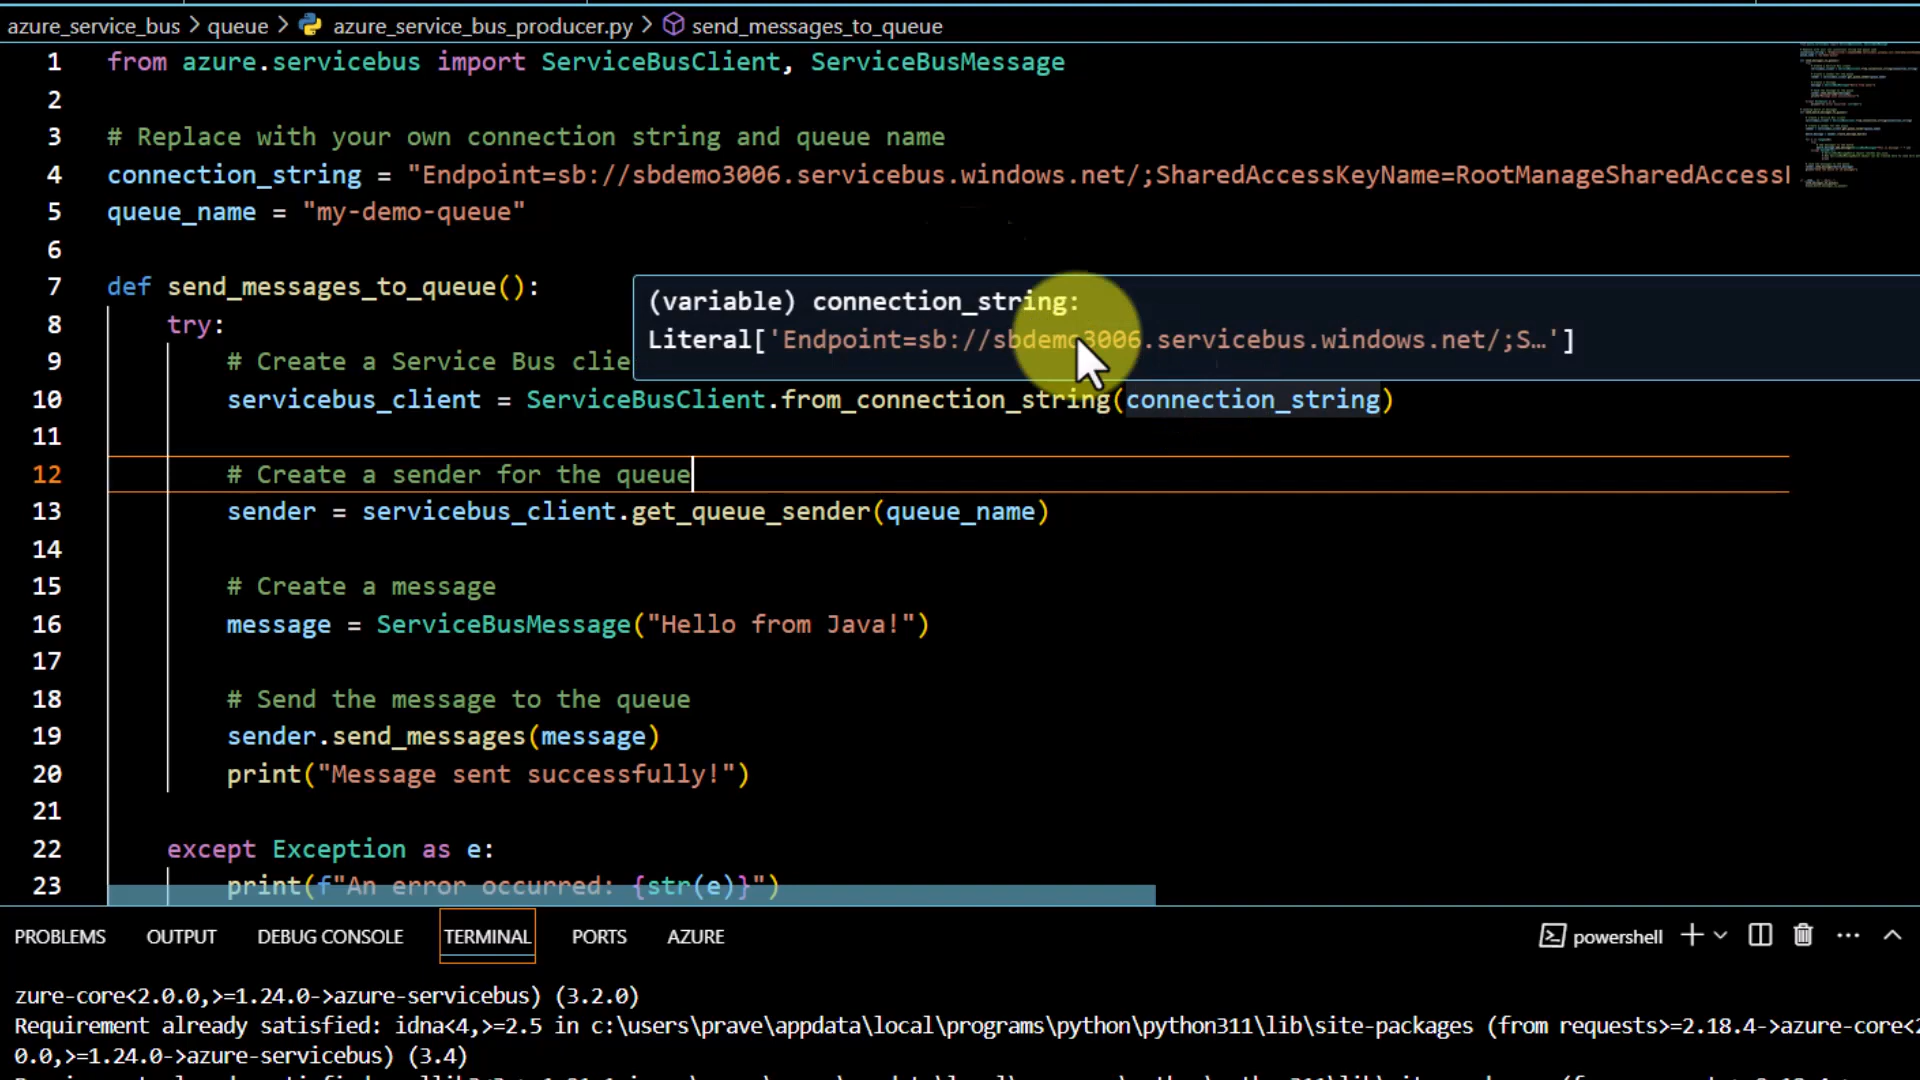 azure_service_bus > queue > azure_service_bus_producer.py > send_messages_to_queue
1 from azure.servicebus import ServiceBusClient, ServiceBusMessage
2
3 # Replace with your own connection string and queue name
4 connection_string = "Endpoint=sb://sbdemo3006.servicebus.windows.net/;SharedAccessKeyName=RootManageSharedAccess
5 queue_name = "my-demo-queue"
6
7 def send_messages_to_queue():
(variable) connection_string:
8 try:
Literal['Endpoint=sb://sbdemo3006.servicebus.windows.net/;S…']
9 # Create a Service Bus clie
10 servicebus_client = ServiceBusClient.from_connection_string(connection_string)
11
12 # Create a sender for the queue
13 sender = servicebus_client.get_queue_sender(queue_name)
14
15 # Create a message
16 message = ServiceBusMessage("Hello from Java!")
17
18 # Send the message to the queue
19 sender.send_messages(message)
20 print("Message sent successfully!")
21
22 except Exception as e:
23 print(f"An error occurred: {str(e)}")
PROBLEMS OUTPUT DEBUG CONSOLE TERMINAL PORTS AZURE powershell
zure-core<2.0.0,>=1.24.0->azure-servicebus) (3.2.0)
Requirement already satisfied: idna<4,>=2.5 in c:\users\prave\appdata\local\programs\python\python311\lib\site-packages (from requests>=2.18.4->azure-core<2
0.0,>=1.24.0->azure-servicebus) (3.4)